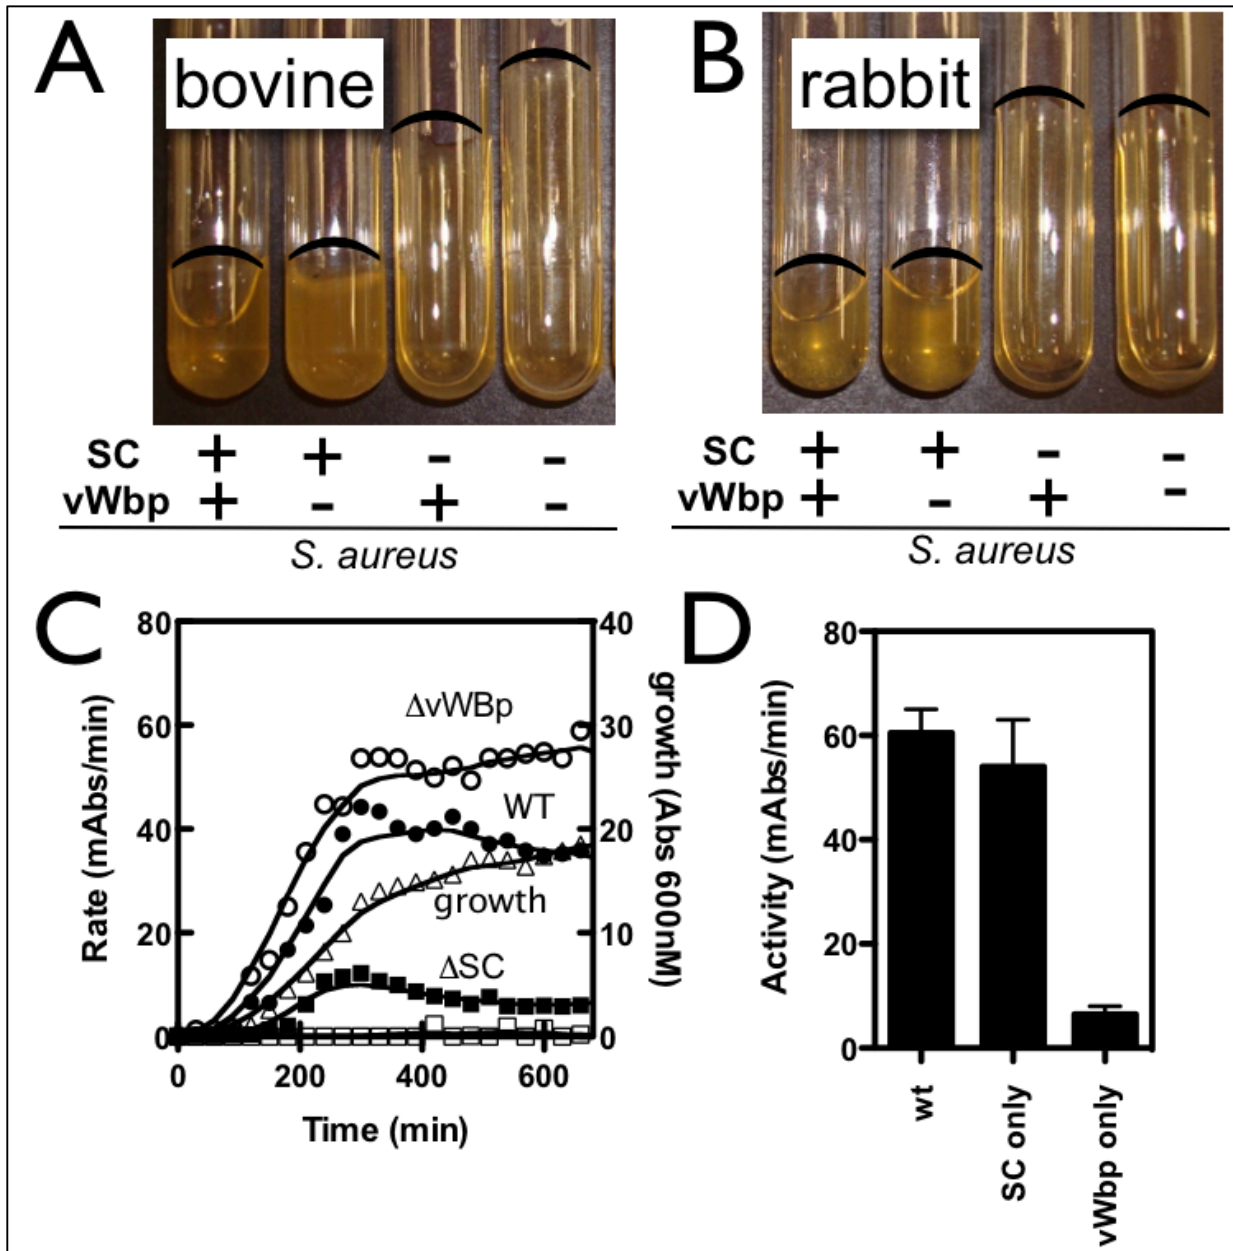 A
bovine
SC + + - -
vWbp + - + -
S. aureus
B
rabbit
SC + + - -
vWbp + - + -
S. aureus
C
80
60
40
20
0
Rate (mAbs/min)
40
30
20
10
0
growth (Abs 600nM)
ΔvWBp
WT
growth
ΔSC
0 200 400 600
Time (min)
D
80
60
40
20
0
Activity (mAbs/min)
wt
SC only
vWbp only